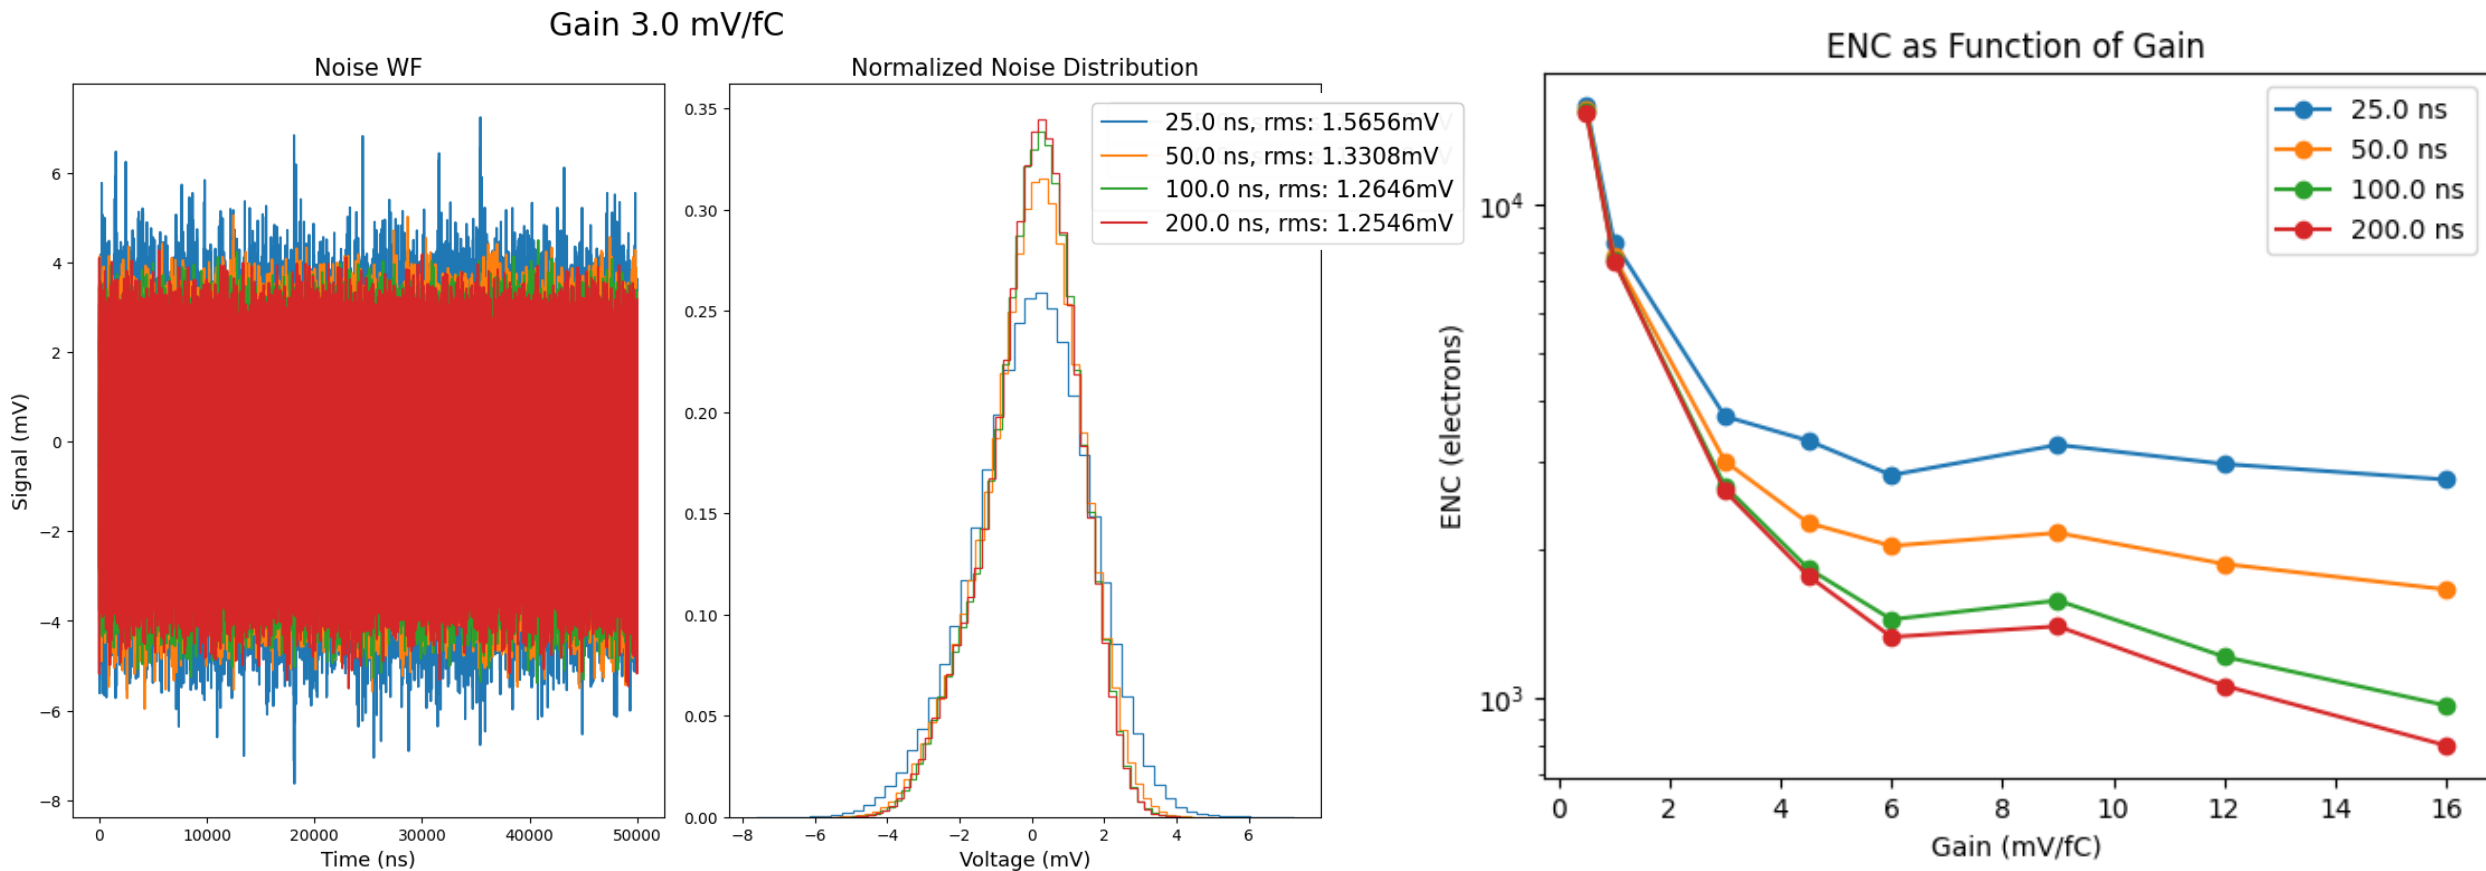 Gain 3.0 mV/fC
Noise WF
Signal (mV)
6
4
2
0
−2
−4
−6
−8
0
10000
20000
30000
40000
50000
Time (ns)
Normalized Noise Distribution
0.35
0.30
0.25
0.20
0.15
0.10
0.05
0.00
−8
−6
−4
−2
0
2
4
6
Voltage (mV)
25.0 ns, rms: 1.5656mV
50.0 ns, rms: 1.3308mV
100.0 ns, rms: 1.2646mV
200.0 ns, rms: 1.2546mV
ENC as Function of Gain
ENC (electrons)
10⁴
10³
0
2
4
6
8
10
12
14
16
Gain (mV/fC)
25.0 ns
50.0 ns
100.0 ns
200.0 ns